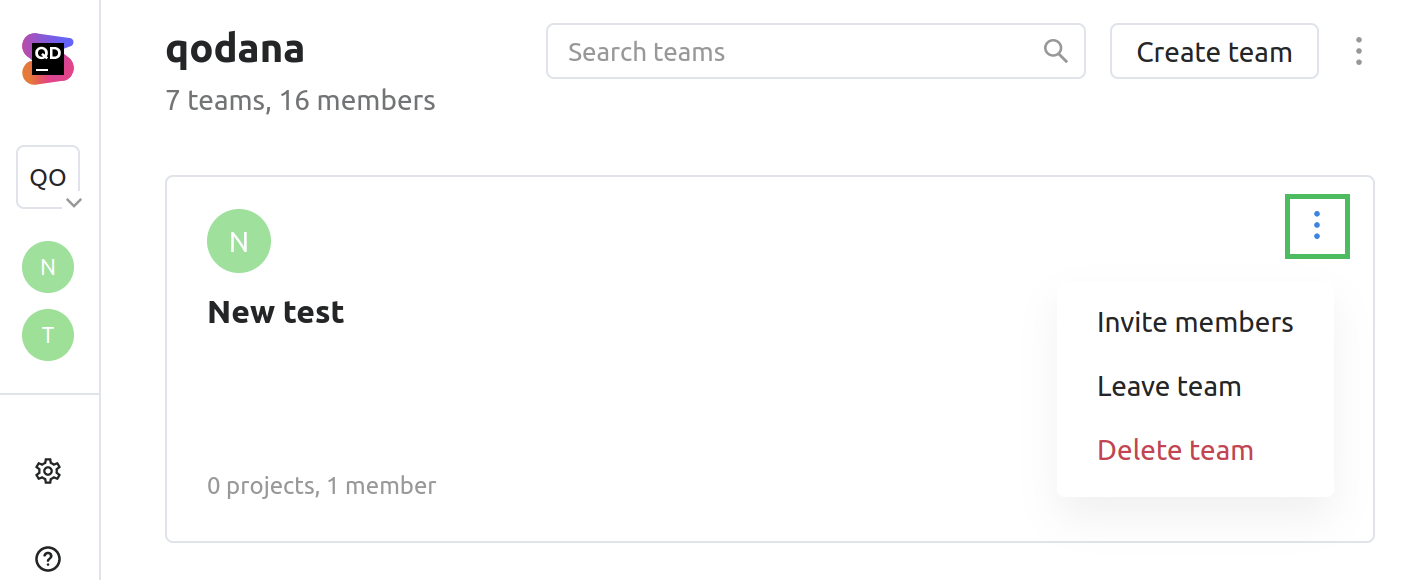 QD
QO
N
T
qodana
7 teams, 16 members
Search teams
Create team
N
New test
0 projects, 1 member
Invite members
Leave team
Delete team